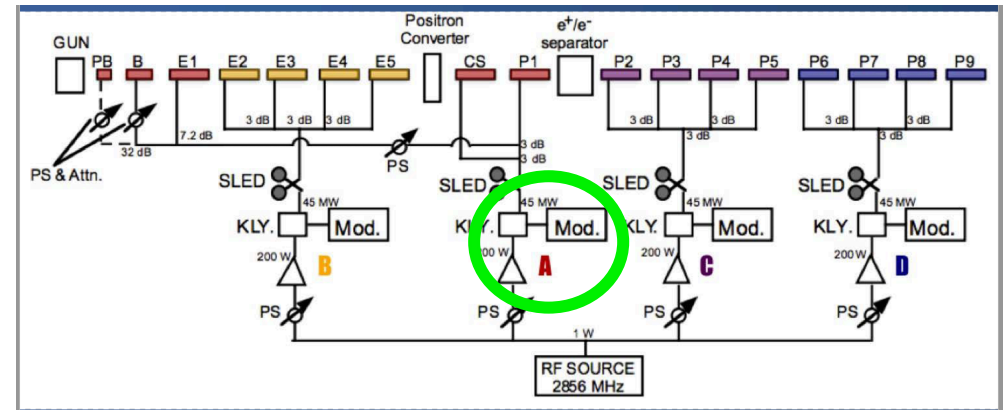 GUN
PB
B
E1
E2
E3
E4
E5
Positron
Converter
CS
P1
e+/e-
separator
P2
P3
P4
P5
P6
P7
P8
P9
3 dB
3 dB
3 dB
7.2 dB
32 dB
PS & Attn.
PS
3 dB
3 dB
3 dB
3 dB
3 dB
3 dB
3 dB
3 dB
SLED
45 MW
KLY.
Mod.
200 W
B
PS
SLED
45 MW
KLY.
Mod.
200 W
A
PS
SLED
45 MW
KLY.
Mod.
200 W
C
PS
SLED
45 MW
KLY.
Mod.
200 W
D
PS
1 W
RF SOURCE
2856 MHz